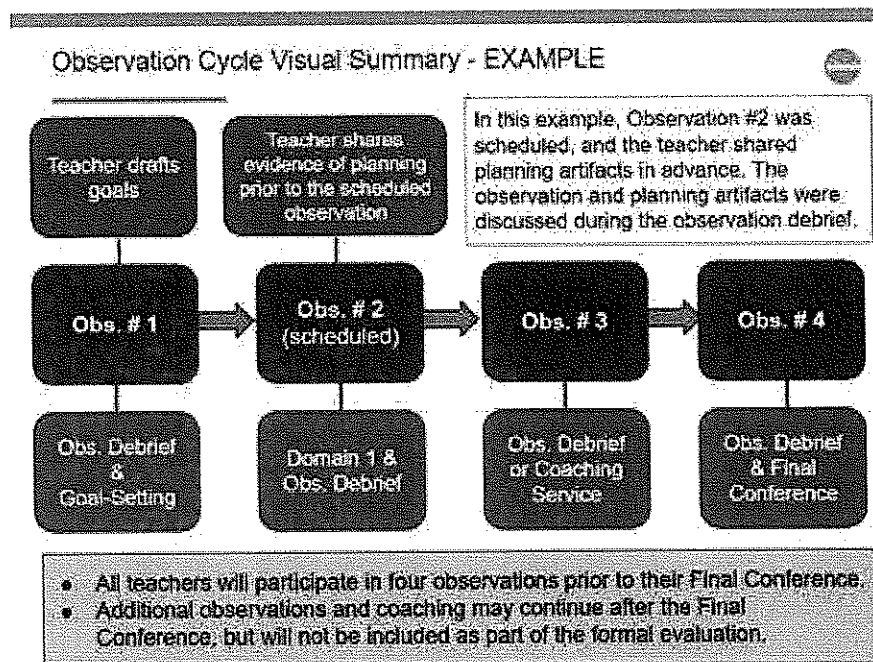 Observation Cycle Visual Summary - EXAMPLE
Teacher drafts
goals
Teacher shares
evidence of planning
prior to the scheduled
observation
In this example, Observation #2 was
scheduled, and the teacher shared
planning artifacts in advance. The
observation and planning artifacts were
discussed during the observation debrief.
Obs. # 1
Obs. # 2
(scheduled)
Obs. # 3
Obs. # 4
Obs. Debrief
&
Goal-Setting
Domain 1 &
Obs. Debrief
Obs. Debrief
or Coaching
Service
Obs. Debrief
& Final
Conference
• All teachers will participate in four observations prior to their Final Conference.
• Additional observations and coaching may continue after the Final
Conference, but will not be included as part of the formal evaluation.